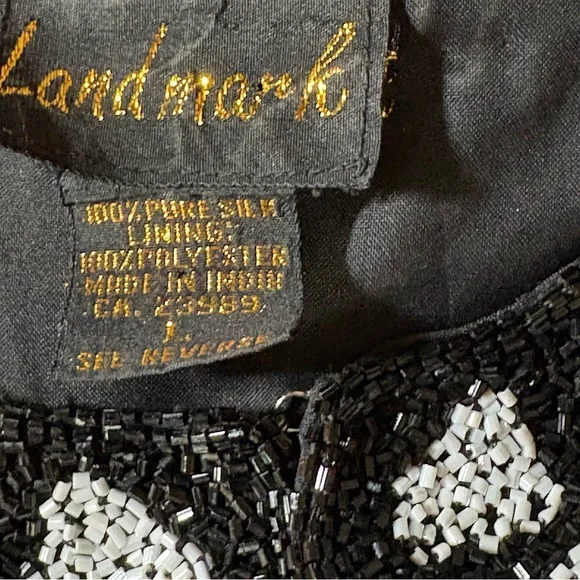 Landmark
100% PURE SILK
LINING:
100% POLYESTER
MADE IN INDIA
CA. 23989
L.
SEE REVERSE